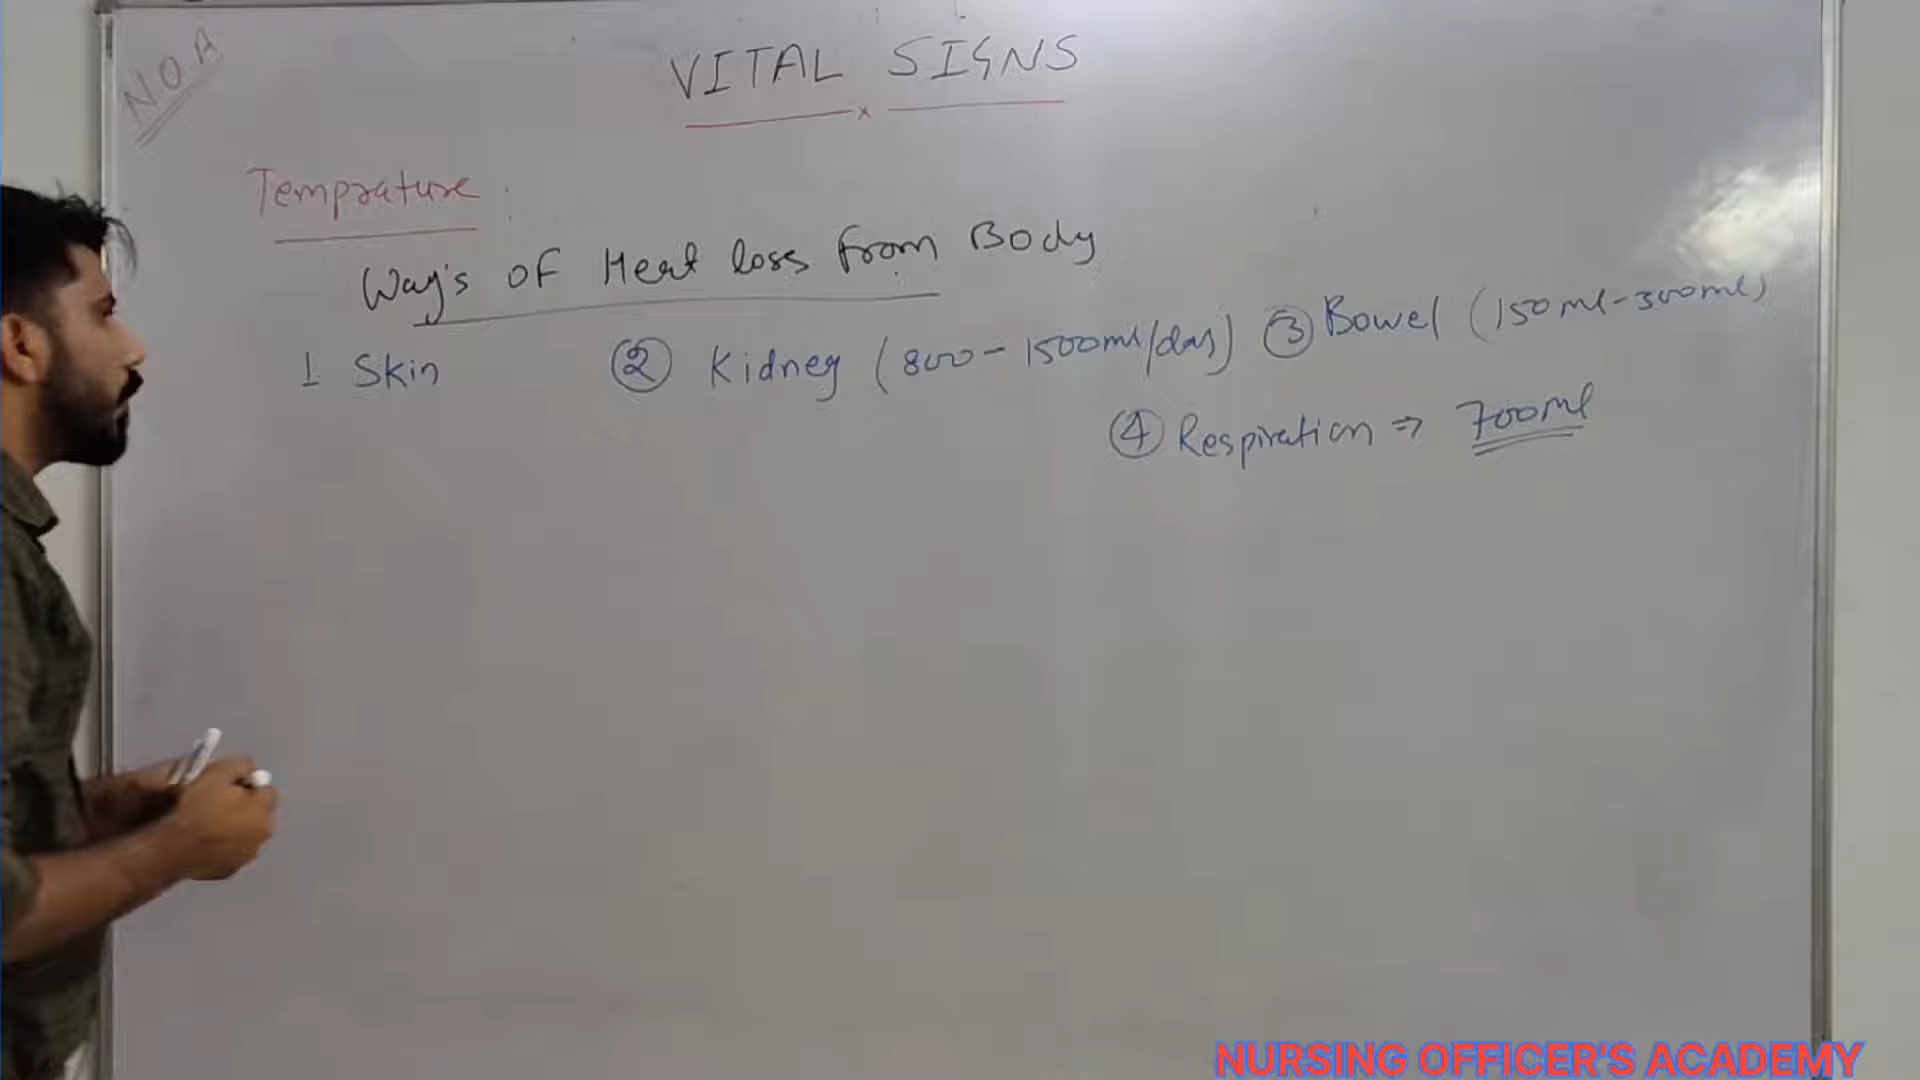 NOA
VITAL SIGNS
x
Temprature :
Way's OF Heat loss from Body
1 Skin ② Kidney (800-1500ml/day) ③ Bowel (150ml-300ml)
④ Respiration ⇒ 700ml
NURSING OFFICER'S ACADEMY